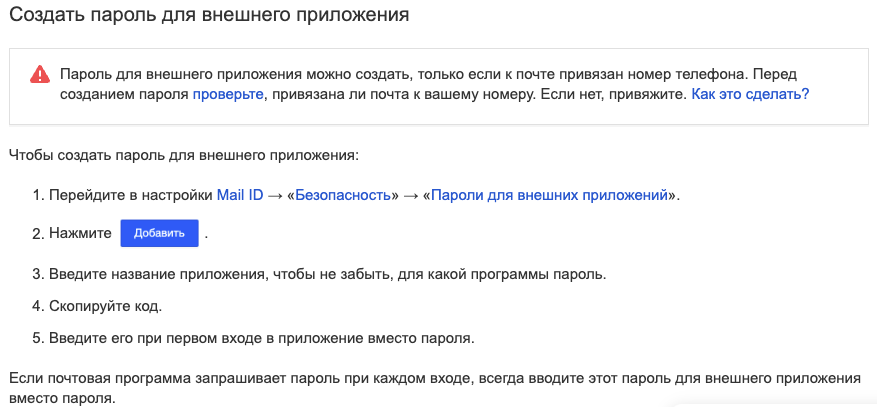 Создать пароль для внешнего приложения
Пароль для внешнего приложения можно создать, только если к почте привязан номер телефона. Перед
созданием пароля проверьте, привязана ли почта к вашему номеру. Если нет, привяжите. Как это сделать?
Чтобы создать пароль для внешнего приложения:
1. Перейдите в настройки Mail ID → «Безопасность» → «Пароли для внешних приложений».
2. Нажмите Добавить .
3. Введите название приложения, чтобы не забыть, для какой программы пароль.
4. Скопируйте код.
5. Введите его при первом входе в приложение вместо пароля.
Если почтовая программа запрашивает пароль при каждом входе, всегда вводите этот пароль для внешнего приложения
вместо пароля.